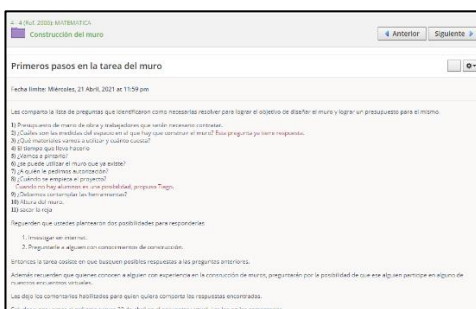 MATEMÁTICA
Construcción del muro
Anterior
Siguiente
Primeros pasos en la tarea del muro
Fecha límite: Miércoles, 21 Abril, 2021 at 11:59 pm
Les comparto la lista de preguntas que identificaron como necesarias resolver para lograr el objetivo de diseñar el muro y lograr un presupuesto para el mismo.
1) Presupuesto de mano de obra y trabajadores que serán necesario contratar.
2) ¿Cuáles son las medidas del espacio en el que hay que construir el muro? Esta pregunta ya tiene respuesta.
3) ¿Qué materiales vamos a utilizar y cuánto cuesta?
4) El tiempo que lleva hacerlo
5) ¿Vamos a pintarlo?
6) ¿Se puede utilizar el muro que ya existe?
7) ¿A quién le pedimos autorización?
8) ¿Cuándo se empieza el proyecto?
Cuando no hay alumnos es una posibilidad, propuso Tiago.
9) ¿Debemos contemplar las herramientas?
10) Altura del muro.
11) sacar la reja
Recuerden que ustedes plantearon dos posibilidades para responderlas
1. Investigar en internet.
2. Preguntarle a alguien con conocimientos de construcción.
Entonces la tarea consiste en que busquen posibles respuestas a las preguntas anteriores.
Además recuerden que quienes conocen a alguien con experiencia en la construcción de muros, preguntarán por la posibilidad de que ese alguien participe en alguno de nuestros encuentros virtuales.
Les dejo los comentarios habilitados para quien quiera compartir las respuestas encontradas.